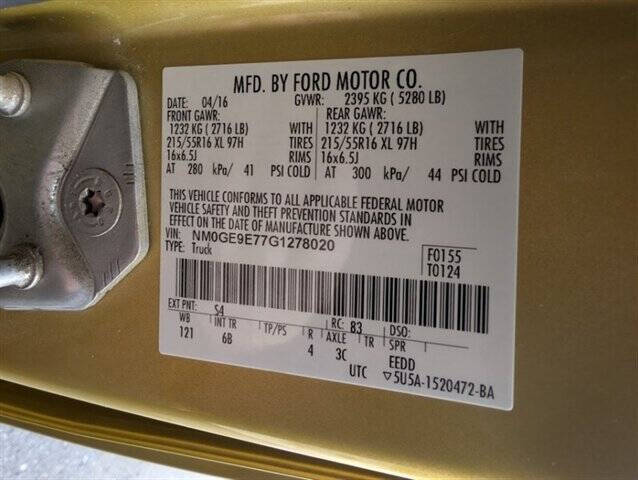 MFD. BY FORD MOTOR CO.
DATE: 04/16 GVWR: 2395 KG ( 5280 LB)
FRONT GAWR: REAR GAWR:
1232 KG ( 2716 LB) WITH 1232 KG ( 2716 LB) WITH
215/55R16 XL 97H TIRES 215/55R16 XL 97H TIRES
16x6.5J RIMS 16x6.5J RIMS
AT 280 kPa/ 41 PSI COLD AT 300 kPa/ 44 PSI COLD
THIS VEHICLE CONFORMS TO ALL APPLICABLE FEDERAL MOTOR
VEHICLE SAFETY AND THEFT PREVENTION STANDARDS IN
EFFECT ON THE DATE OF MANUFACTURE SHOWN ABOVE.
VIN: NM0GE9E77G1278020 F0155
TYPE: Truck T0124
EXT PNT: S4 RC: 83 DSO:
WB INT TR TP/PS R AXLE TR SPR
121 6B 4 3C EEDD
UTC ▽5U5A-1520472-BA